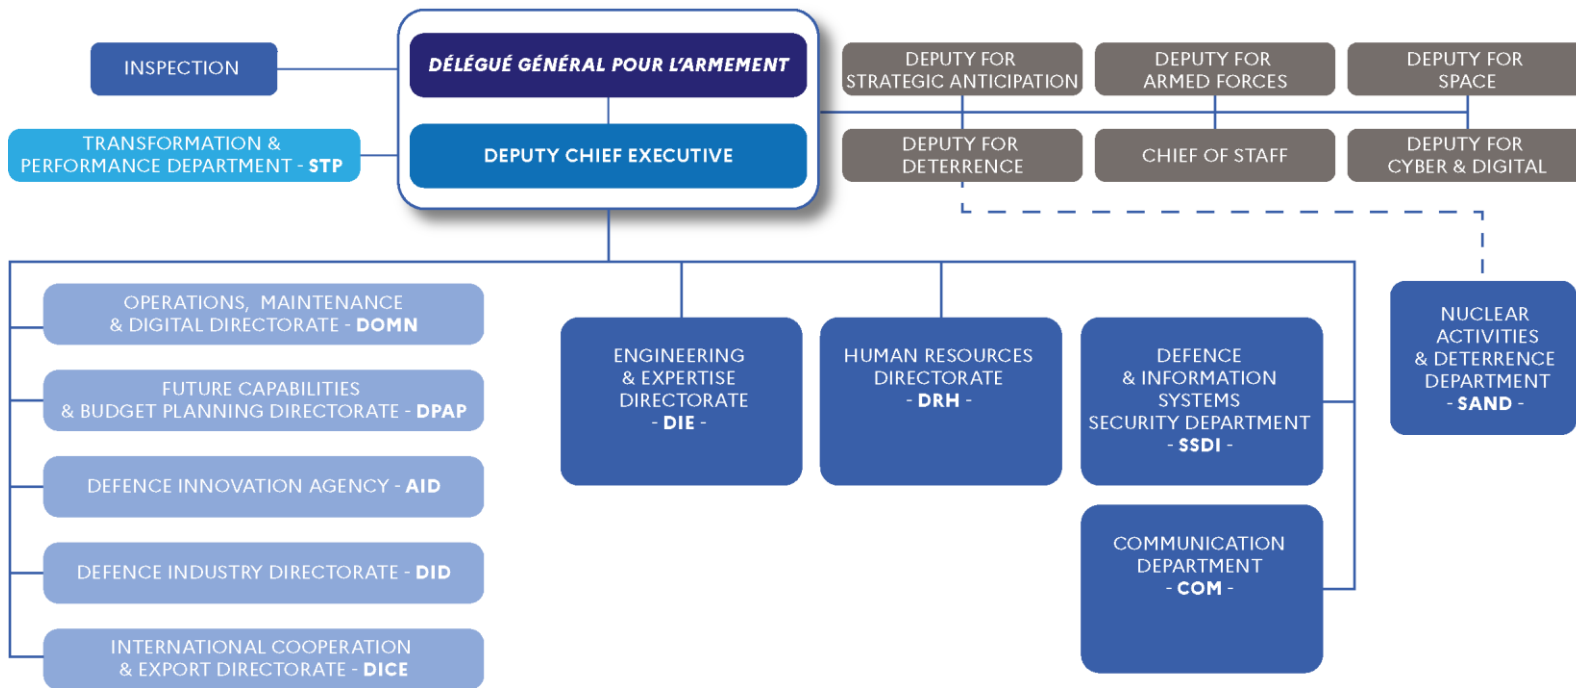 INSPECTION
DÉLÉGUÉ GÉNÉRAL POUR L'ARMEMENT
DEPUTY FOR
STRATEGIC ANTICIPATION
DEPUTY FOR
ARMED FORCES
DEPUTY FOR
SPACE
TRANSFORMATION &
PERFORMANCE DEPARTMENT - STP
DEPUTY CHIEF EXECUTIVE
DEPUTY FOR
DETERRENCE
CHIEF OF STAFF
DEPUTY FOR
CYBER & DIGITAL
OPERATIONS, MAINTENANCE
& DIGITAL DIRECTORATE - DOMN
FUTURE CAPABILITIES
& BUDGET PLANNING DIRECTORATE - DPAP
DEFENCE INNOVATION AGENCY - AID
DEFENCE INDUSTRY DIRECTORATE - DID
INTERNATIONAL COOPERATION
& EXPORT DIRECTORATE - DICE
ENGINEERING
& EXPERTISE
DIRECTORATE
- DIE -
HUMAN RESOURCES
DIRECTORATE
- DRH -
DEFENCE
& INFORMATION
SYSTEMS
SECURITY DEPARTMENT
- SSDI -
COMMUNICATION
DEPARTMENT
- COM -
NUCLEAR
ACTIVITIES
& DETERRENCE
DEPARTMENT
- SAND -